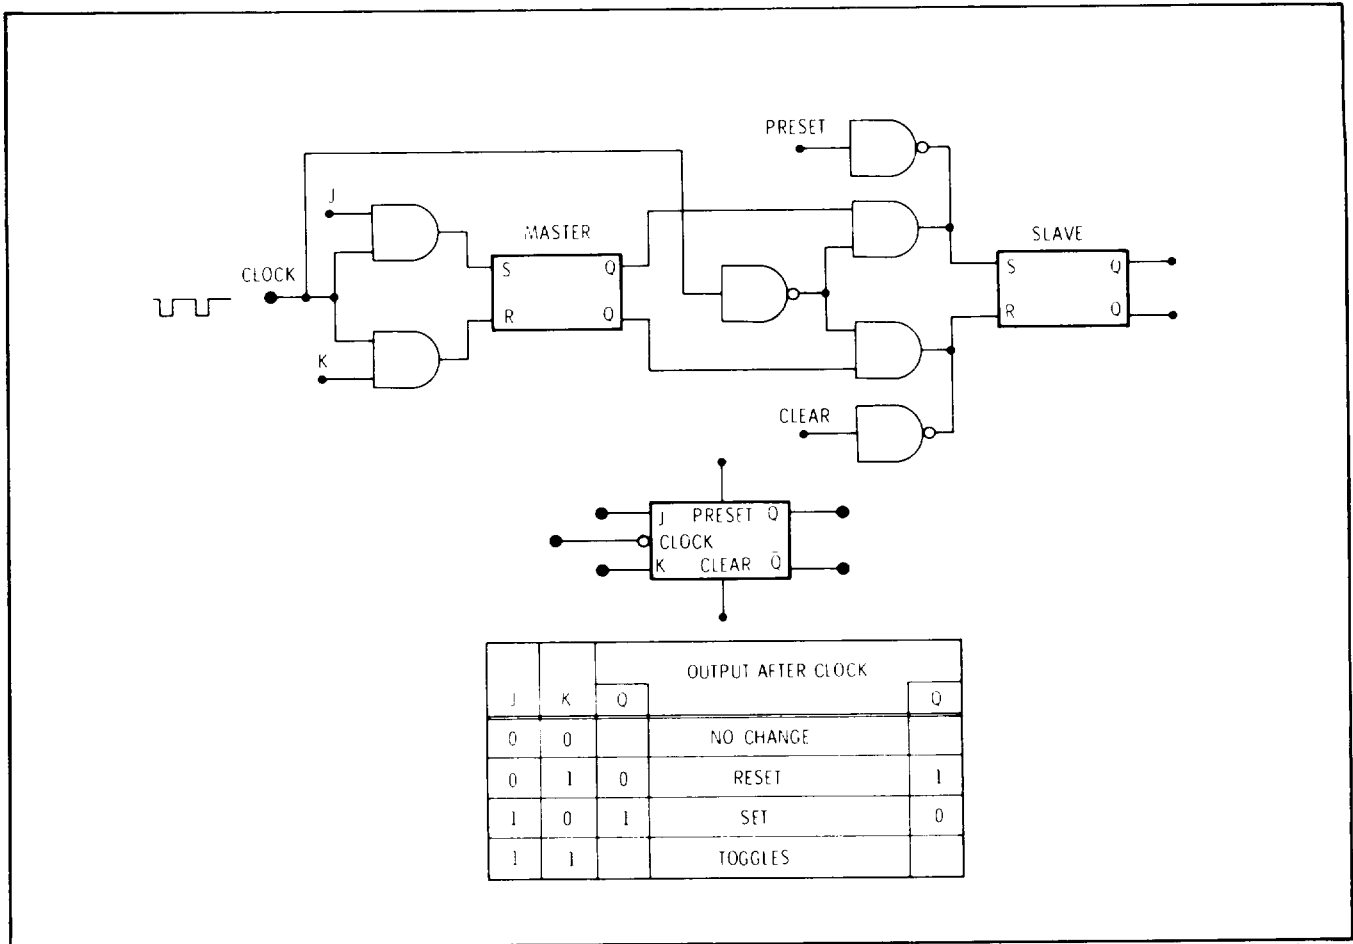 PRESET
J
MASTER
SLAVE
CLOCK
S Q
R Q
S Q
R Q
K
CLEAR
J PRESET Q
CLOCK
K CLEAR Q̄
OUTPUT AFTER CLOCK
J K Q Q
0 0 NO CHANGE
0 1 0 RESET 1
1 0 1 SET 0
1 1 TOGGLES